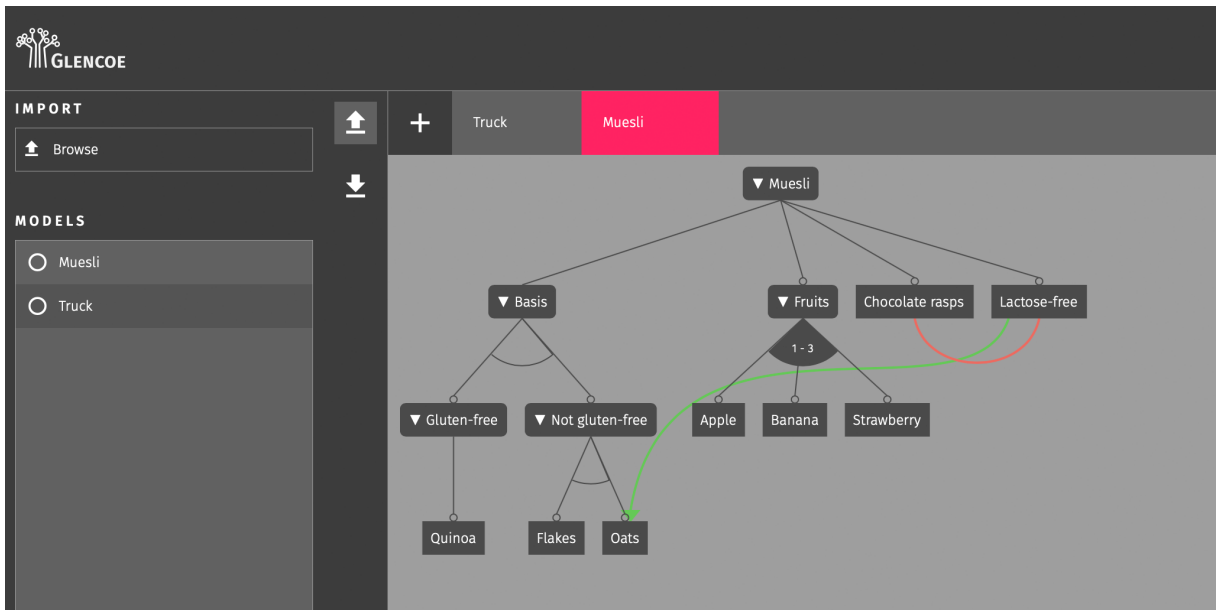 GLENCOE
IMPORT
Browse
MODELS
Muesli
Truck
+
Truck
Muesli
▼ Muesli
▼ Basis
▼ Fruits
Chocolate rasps
Lactose-free
1 - 3
▼ Gluten-free
▼ Not gluten-free
Apple
Banana
Strawberry
Quinoa
Flakes
Oats